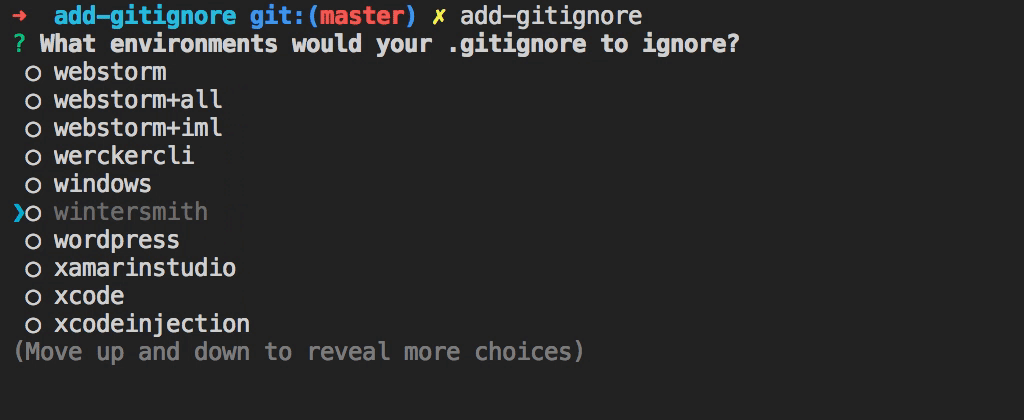 ➜  add-gitignore git:(master) ✗ add-gitignore
? What environments would your .gitignore to ignore?
○ webstorm
○ webstorm+all
○ webstorm+iml
○ werckercli
○ windows
❯○ wintersmith
○ wordpress
○ xamarinstudio
○ xcode
○ xcodeinjection
(Move up and down to reveal more choices)